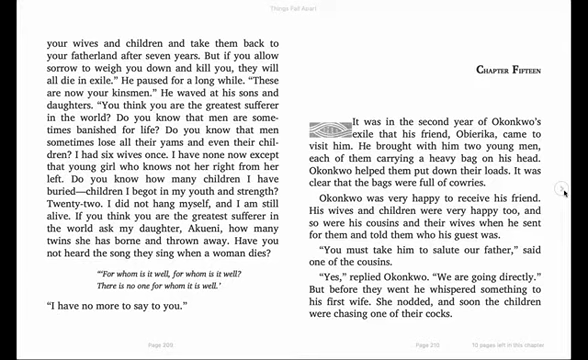 Things Fall Apart
your wives and children and take them back to
your fatherland after seven years. But if you allow
sorrow to weigh you down and kill you, they will
all die in exile.” He paused for a long while. “These
are now your kinsmen.” He waved at his sons and
daughters. “You think you are the greatest sufferer
in the world? Do you know that men are some-
times banished for life? Do you know that men
sometimes lose all their yams and even their chil-
dren? I had six wives once. I have none now except
that young girl who knows not her right from her
left. Do you know how many children I have
buried—children I begot in my youth and strength?
Twenty-two. I did not hang myself, and I am still
alive. If you think you are the greatest sufferer in
the world ask my daughter, Akueni, how many
twins she has borne and thrown away. Have you
not heard the song they sing when a woman dies?
“‘For whom is it well, for whom is it well?
There is no one for whom it is well.’
“I have no more to say to you.”
Page 209
CHAPTER FIFTEEN
It was in the second year of Okonkwo’s
exile that his friend, Obierika, came to
visit him. He brought with him two young men,
each of them carrying a heavy bag on his head.
Okonkwo helped them put down their loads. It was
clear that the bags were full of cowries.
Okonkwo was very happy to receive his friend.
His wives and children were very happy too, and
so were his cousins and their wives when he sent
for them and told them who his guest was.
“You must take him to salute our father,” said
one of the cousins.
“Yes,” replied Okonkwo. “We are going directly.”
But before they went he whispered something to
his first wife. She nodded, and soon the children
were chasing one of their cocks.
Page 210
10 pages left in this chapter